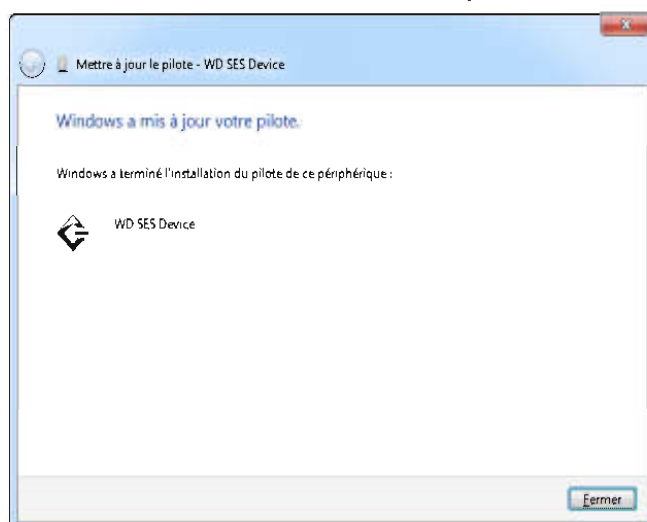 Mettre à jour le pilote - WD SES Device
Windows a mis à jour votre pilote.
Windows a terminé l'installation du pilote de ce périphérique :
WD SES Device
Fermer